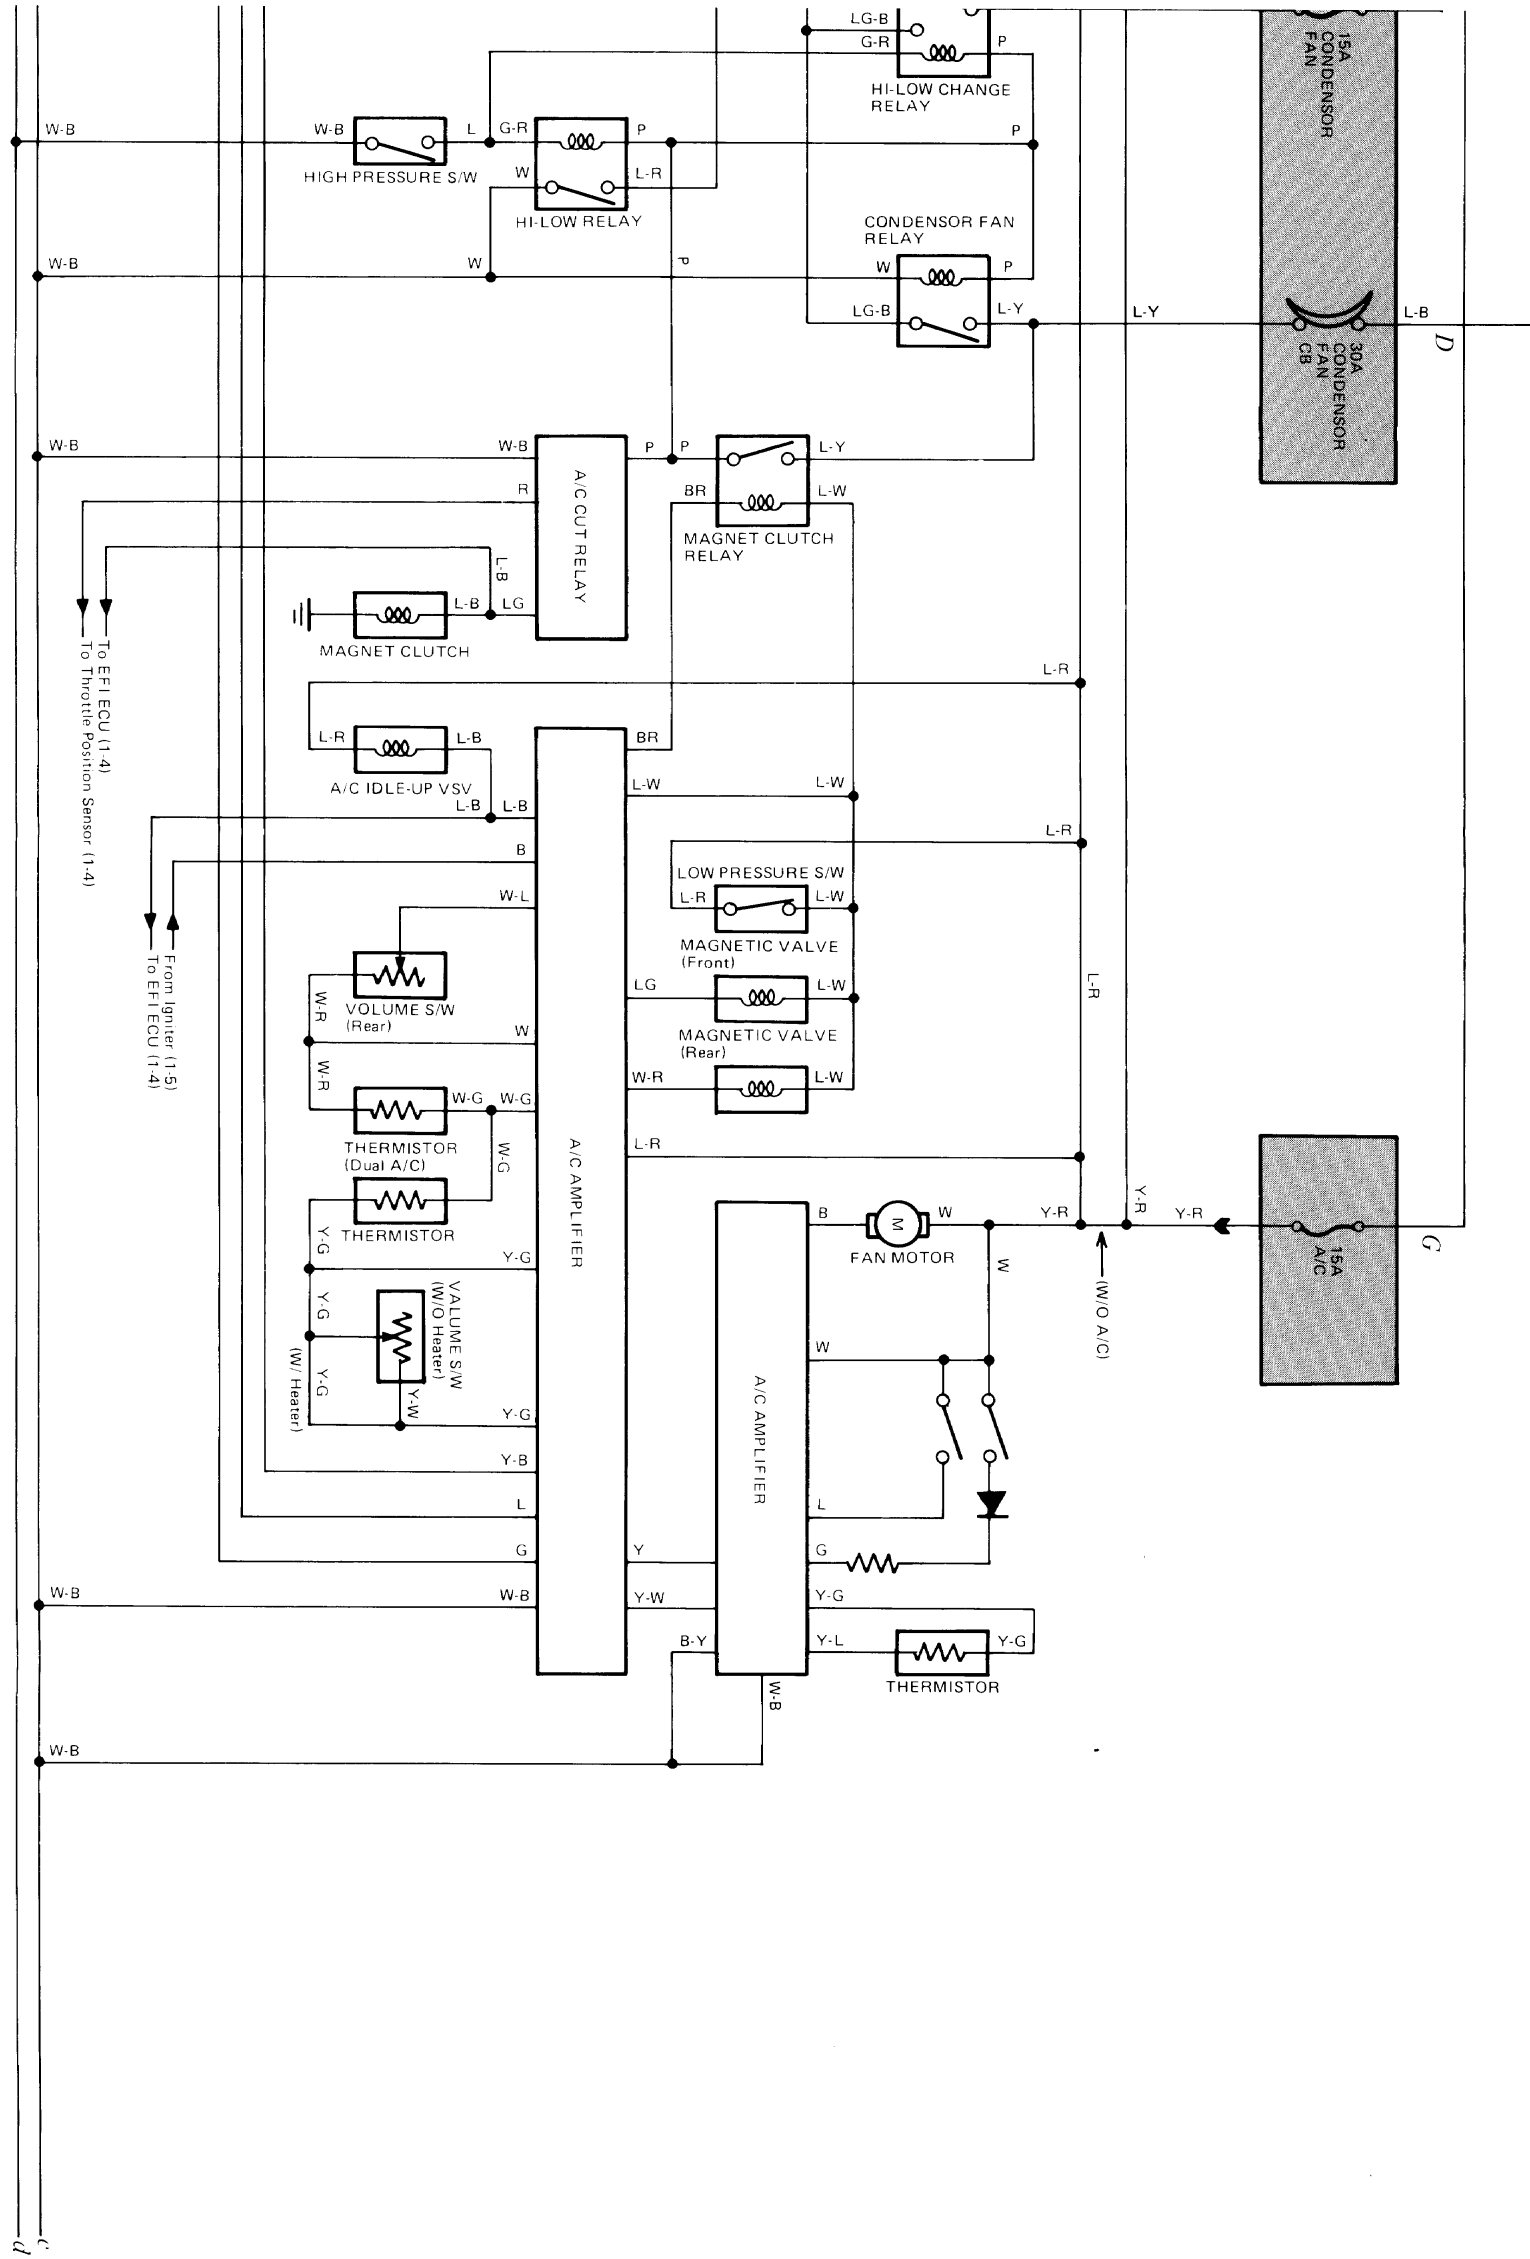 LG-B
G-R
P
HI-LOW CHANGE
RELAY
15A
CONDENSOR
FAN
W-B
W-B
L
G-R
P
P
HIGH PRESSURE S/W
W
L-R
HI-LOW RELAY
CONDENSOR FAN
RELAY
W-B
W
P
W
P
LG-B
L-Y
L-Y
L-B
D
30A
CONDENSOR
FAN
CB
W-B
W-B
P
P
L-Y
R
BR
L-W
A/C CUT RELAY
MAGNET CLUTCH
RELAY
L-B
L-B
LG
MAGNET CLUTCH
To EFI ECU (1-4)
To Throttle Position Sensor (1-4)
L-R
L-R
L-B
BR
A/C IDLE-UP VSV
L-W
L-W
L-B
L-B
B
L-R
LOW PRESSURE S/W
W-L
L-R
L-W
MAGNETIC VALVE
(Front)
From Igniter (1-5)
To EFI ECU (1-4)
VOLUME S/W
(Rear)
W-R
LG
L-W
L-R
MAGNETIC VALVE
(Rear)
W
W-R
W-R
L-W
W-G
W-G
THERMISTOR
(Dual A/C)
W-G
L-R
A/C AMPLIFIER
THERMISTOR
Y-G
Y-G
B
M
W
FAN MOTOR
Y-R
Y-R
Y-R
G
15A
A/C
W
(W/O A/C)
Y-G
VALUME S/W
(W/O Heater)
Y-G
(W/ Heater)
Y-W
Y-G
W
A/C AMPLIFIER
Y-B
L
L
G
Y
G
W-B
W-B
Y-W
Y-G
B-Y
Y-L
Y-G
THERMISTOR
W-B
W-B
c
d